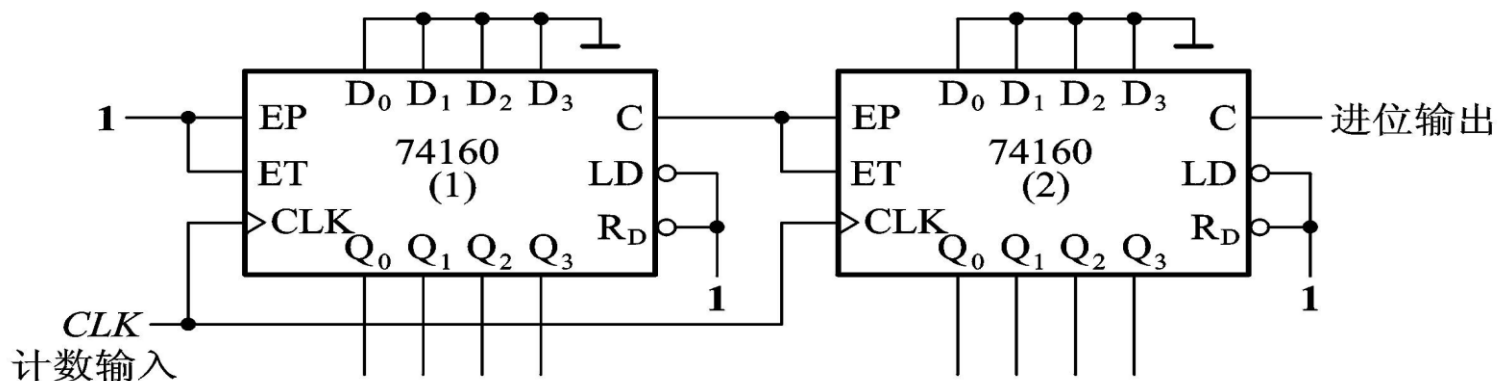 D₀ D₁ D₂ D₃
D₀ D₁ D₂ D₃
1 EP C EP C 进位输出
74160 74160
ET (1) LD ET (2) LD
CLK R_D CLK R_D
Q₀ Q₁ Q₂ Q₃
Q₀ Q₁ Q₂ Q₃
1 1
CLK
计数输入